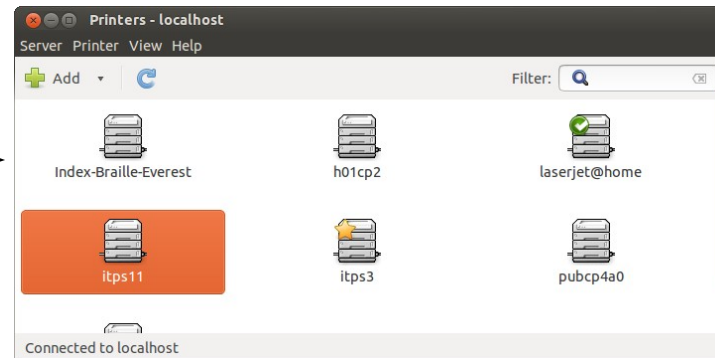 Printers - localhost
Server Printer View Help
Add Filter:
Index-Braille-Everest h01cp2 laserjet@home
itps11 itps3 pubcp4a0
Connected to localhost